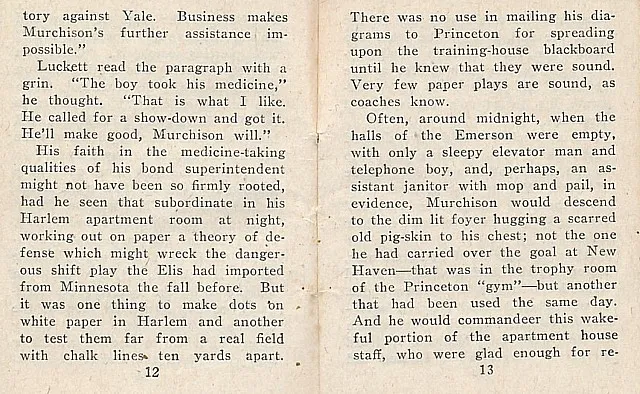 tory against Yale. Business makes
Murchison's further assistance im-
possible."
Luckett read the paragraph with a
grin. "The boy took his medicine,"
he thought. "That is what I like.
He called for a show-down and got it.
He'll make good, Murchison will."
His faith in the medicine-taking
qualities of his bond superintendent
might not have been so firmly rooted,
had he seen that subordinate in his
Harlem apartment room at night,
working out on paper a theory of de-
fense which might wreck the danger-
ous shift play the Elis had imported
from Minnesota the fall before. But
it was one thing to make dots on
white paper in Harlem and another
to test them far from a real field
with chalk lines ten yards apart.
12
There was no use in mailing his dia-
grams to Princeton for spreading
upon the training-house blackboard
until he knew that they were sound.
Very few paper plays are sound, as
coaches know.
Often, around midnight, when the
halls of the Emerson were empty,
with only a sleepy elevator man and
telephone boy, and, perhaps, an as-
sistant janitor with mop and pail, in
evidence, Murchison would descend
to the dim lit foyer hugging a scarred
old pig-skin to his chest; not the one
he had carried over the goal at New
Haven—that was in the trophy room
of the Princeton "gym"—but another
that had been used the same day.
And he would commandeer this wake-
ful portion of the apartment house
staff, who were glad enough for re-
13